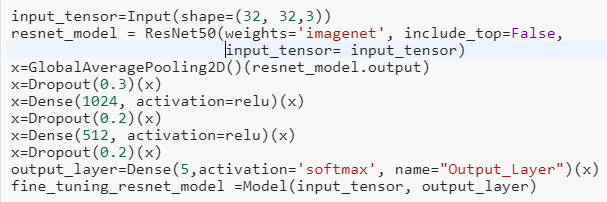 input_tensor=Input(shape=(32, 32,3))
resnet_model = ResNet50(weights='imagenet', include_top=False,
input_tensor= input_tensor)
x=GlobalAveragePooling2D()(resnet_model.output)
x=Dropout(0.3)(x)
x=Dense(1024, activation=relu)(x)
x=Dropout(0.2)(x)
x=Dense(512, activation=relu)(x)
x=Dropout(0.2)(x)
output_layer=Dense(5,activation='softmax', name="Output_Layer")(x)
fine_tuning_resnet_model =Model(input_tensor, output_layer)